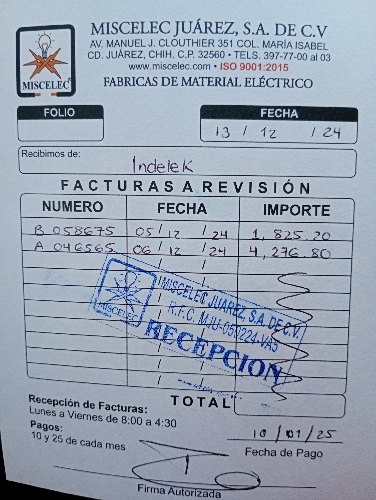 MISCELEC JUÁREZ, S.A. DE C.V
AV. MANUEL J. CLOUTHIER 351 COL. MARÍA ISABEL
CD. JUÁREZ, CHIH. C.P. 32560 • TELS. 397-77-00 al 03
www.miscelec.com • ISO 9001:2015
FABRICAS DE MATERIAL ELÉCTRICO
MISCELEC
FOLIO
FECHA
13 / 12 / 24
Recibimos de: Indelek
FACTURAS A REVISIÓN
NUMERO FECHA IMPORTE
B 058675 05 / 12 / 24 1,825.20
A 046565 06 / 12 / 24 4,276.80
MISCELEC
MISCELEC JUAREZ, S.A. DE C.V.
R.F.C. MJU-050224-VA5
RECEPCION
TOTAL
Recepción de Facturas:
Lunes a Viernes de 8:00 a 4:30
Pagos:
10 y 25 de cada mes
10 / 01 / 25
Fecha de Pago
Firma Autorizada